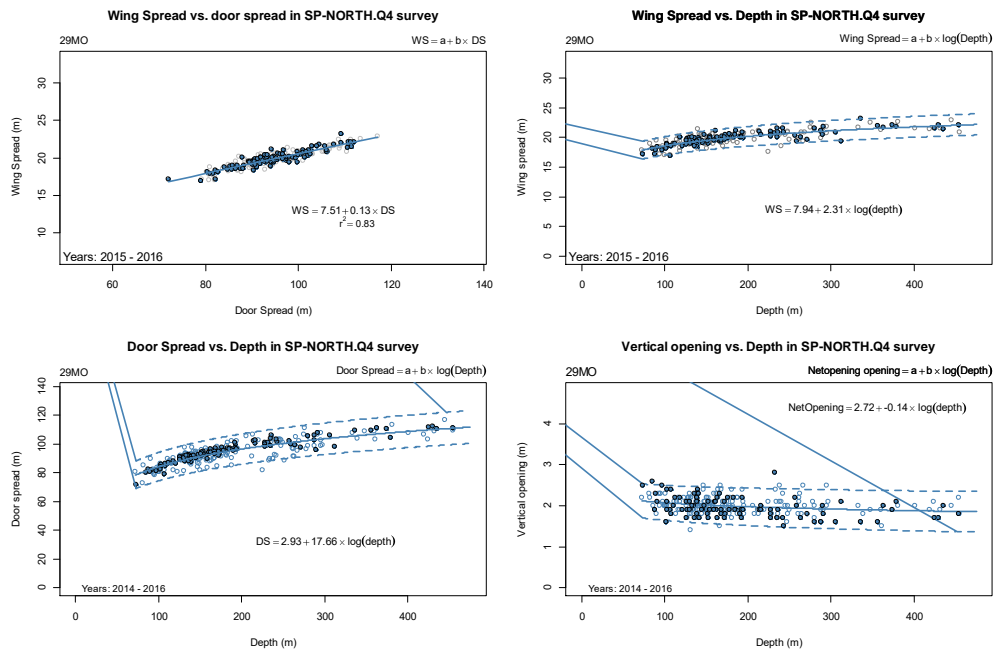 Wing Spread vs. door spread in SP-NORTH.Q4 survey
29MO
WS = a + b × DS
Wing Spread (m)
30
25
20
15
10
WS = 7.51 + 0.13 × DS
r² = 0.83
Years: 2015 - 2016
60 80 100 120 140
Door Spread (m)
Wing Spread vs. Depth in SP-NORTH.Q4 survey
29MO
Wing Spread = a + b × log(Depth)
Wing spread (m)
30
25
20
15
10
5
0
WS = 7.94 + 2.31 × log(depth)
Years: 2015 - 2016
0 100 200 300 400
Depth (m)
Door Spread vs. Depth in SP-NORTH.Q4 survey
29MO
Door Spread = a + b × log(Depth)
Door spread (m)
140
120
100
80
60
40
20
0
DS = 2.93 + 17.66 × log(depth)
Years: 2014 - 2016
0 100 200 300 400
Depth (m)
Vertical opening vs. Depth in SP-NORTH.Q4 survey
29MO
Netopening opening = a + b × log(Depth)
Vertical opening (m)
4
3
2
1
0
NetOpening = 2.72 + -0.14 × log(depth)
Years: 2014 - 2016
0 100 200 300 400
Depth (m)